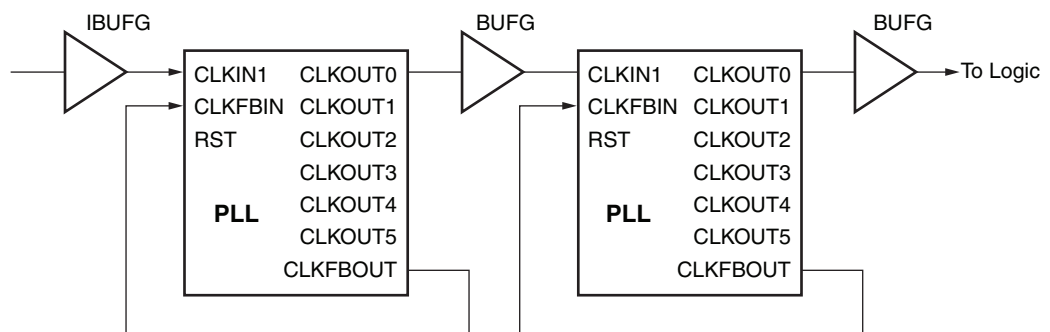 IBUFG
BUFG
BUFG
CLKIN1 CLKOUT0
CLKFBIN CLKOUT1
RST CLKOUT2
CLKOUT3
PLL CLKOUT4
CLKOUT5
CLKFBOUT
CLKIN1 CLKOUT0
CLKFBIN CLKOUT1
RST CLKOUT2
CLKOUT3
PLL CLKOUT4
CLKOUT5
CLKFBOUT
To Logic